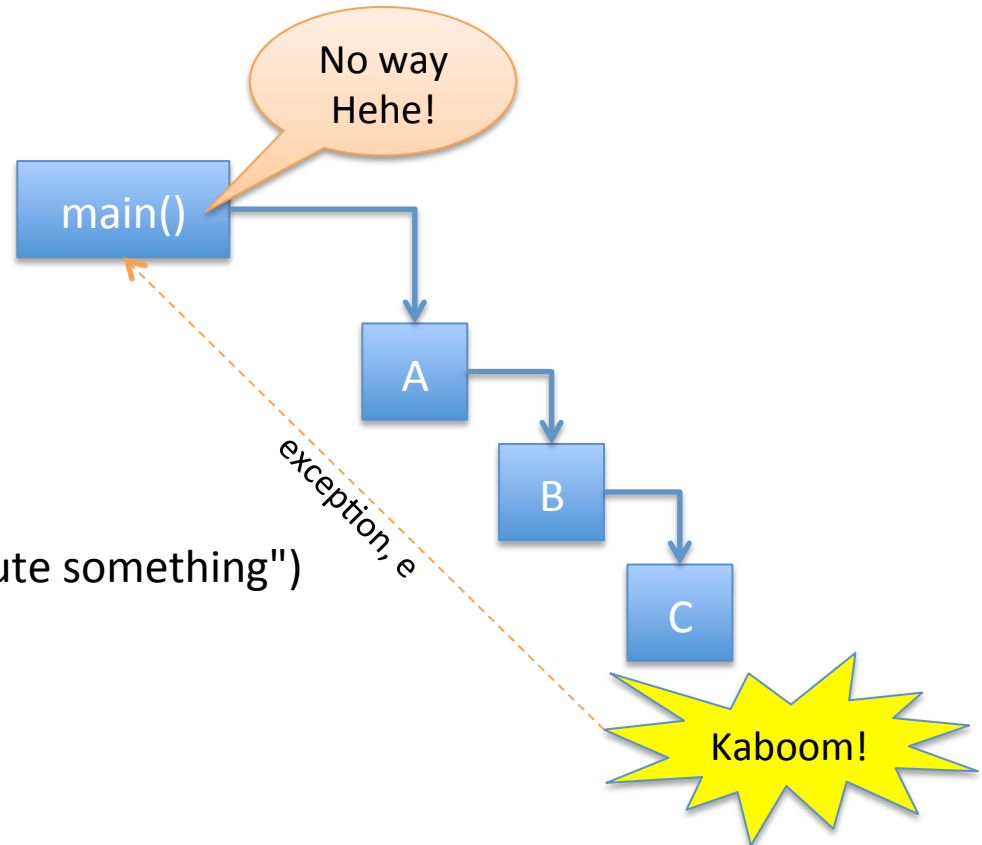 No way
Hehe!
main()
A
exception, e
B
ute something")
C
Kaboom!